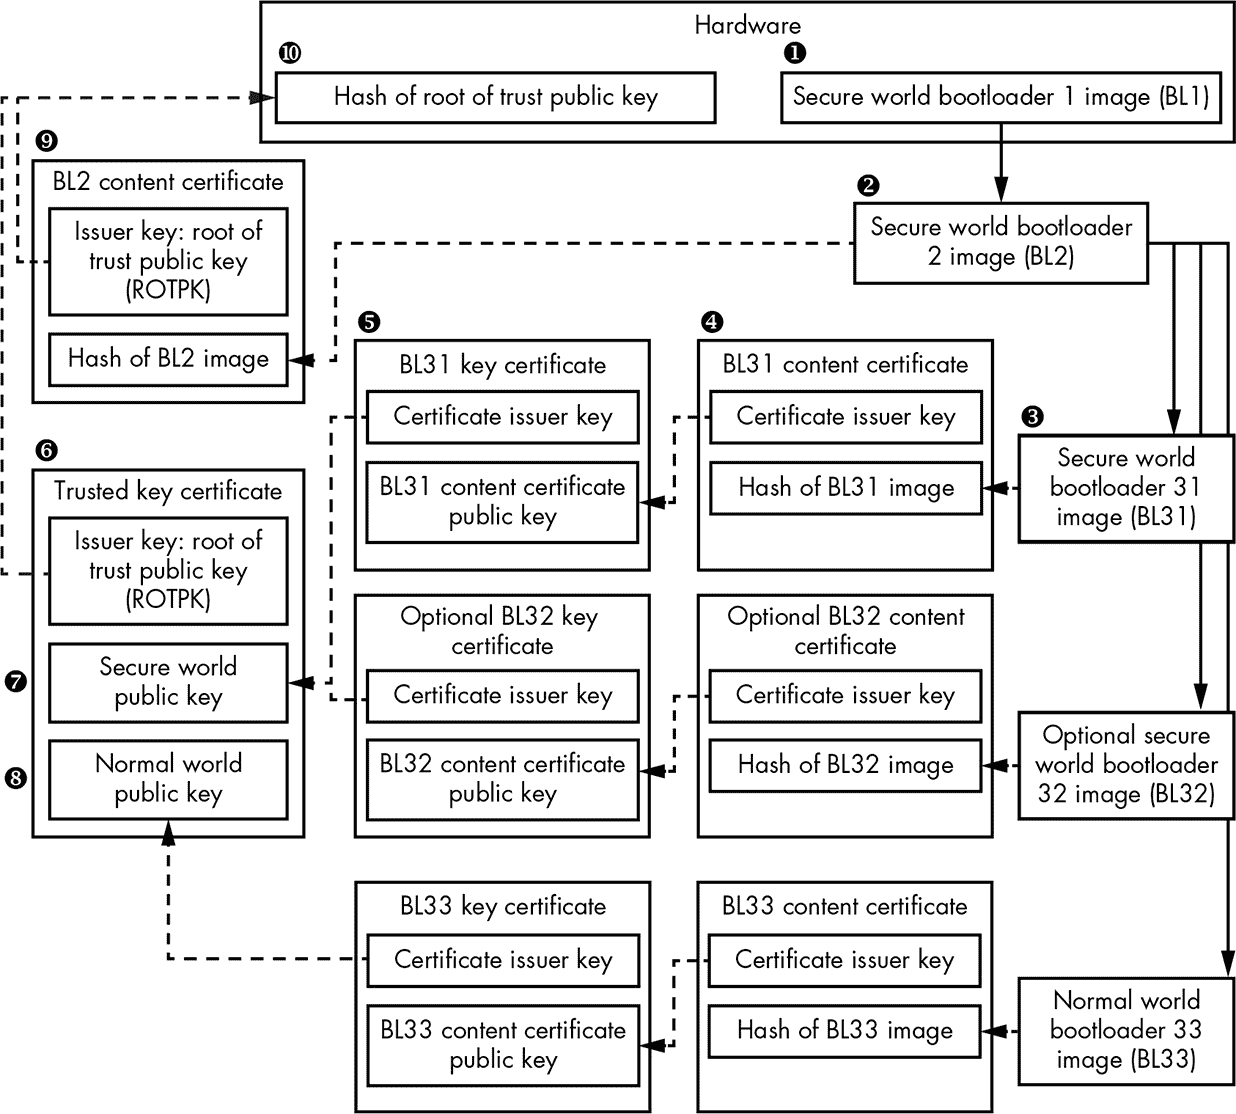 Hardware
❿
❶
Hash of root of trust public key
Secure world bootloader 1 image (BL1)
❾
BL2 content certificate
Issuer key: root of
trust public key
(ROTPK)
Hash of BL2 image
❷
Secure world bootloader
2 image (BL2)
❺
BL31 key certificate
Certificate issuer key
BL31 content certificate
public key
❹
BL31 content certificate
Certificate issuer key
Hash of BL31 image
❸
Secure world
bootloader 31
image (BL31)
❻
Trusted key certificate
Issuer key: root of
trust public key
(ROTPK)
❼
Secure world
public key
❽
Normal world
public key
Optional BL32 key
certificate
Certificate issuer key
BL32 content certificate
public key
Optional BL32 content
certificate
Certificate issuer key
Hash of BL32 image
Optional secure
world bootloader
32 image (BL32)
BL33 key certificate
Certificate issuer key
BL33 content certificate
public key
BL33 content certificate
Certificate issuer key
Hash of BL33 image
Normal world
bootloader 33
image (BL33)